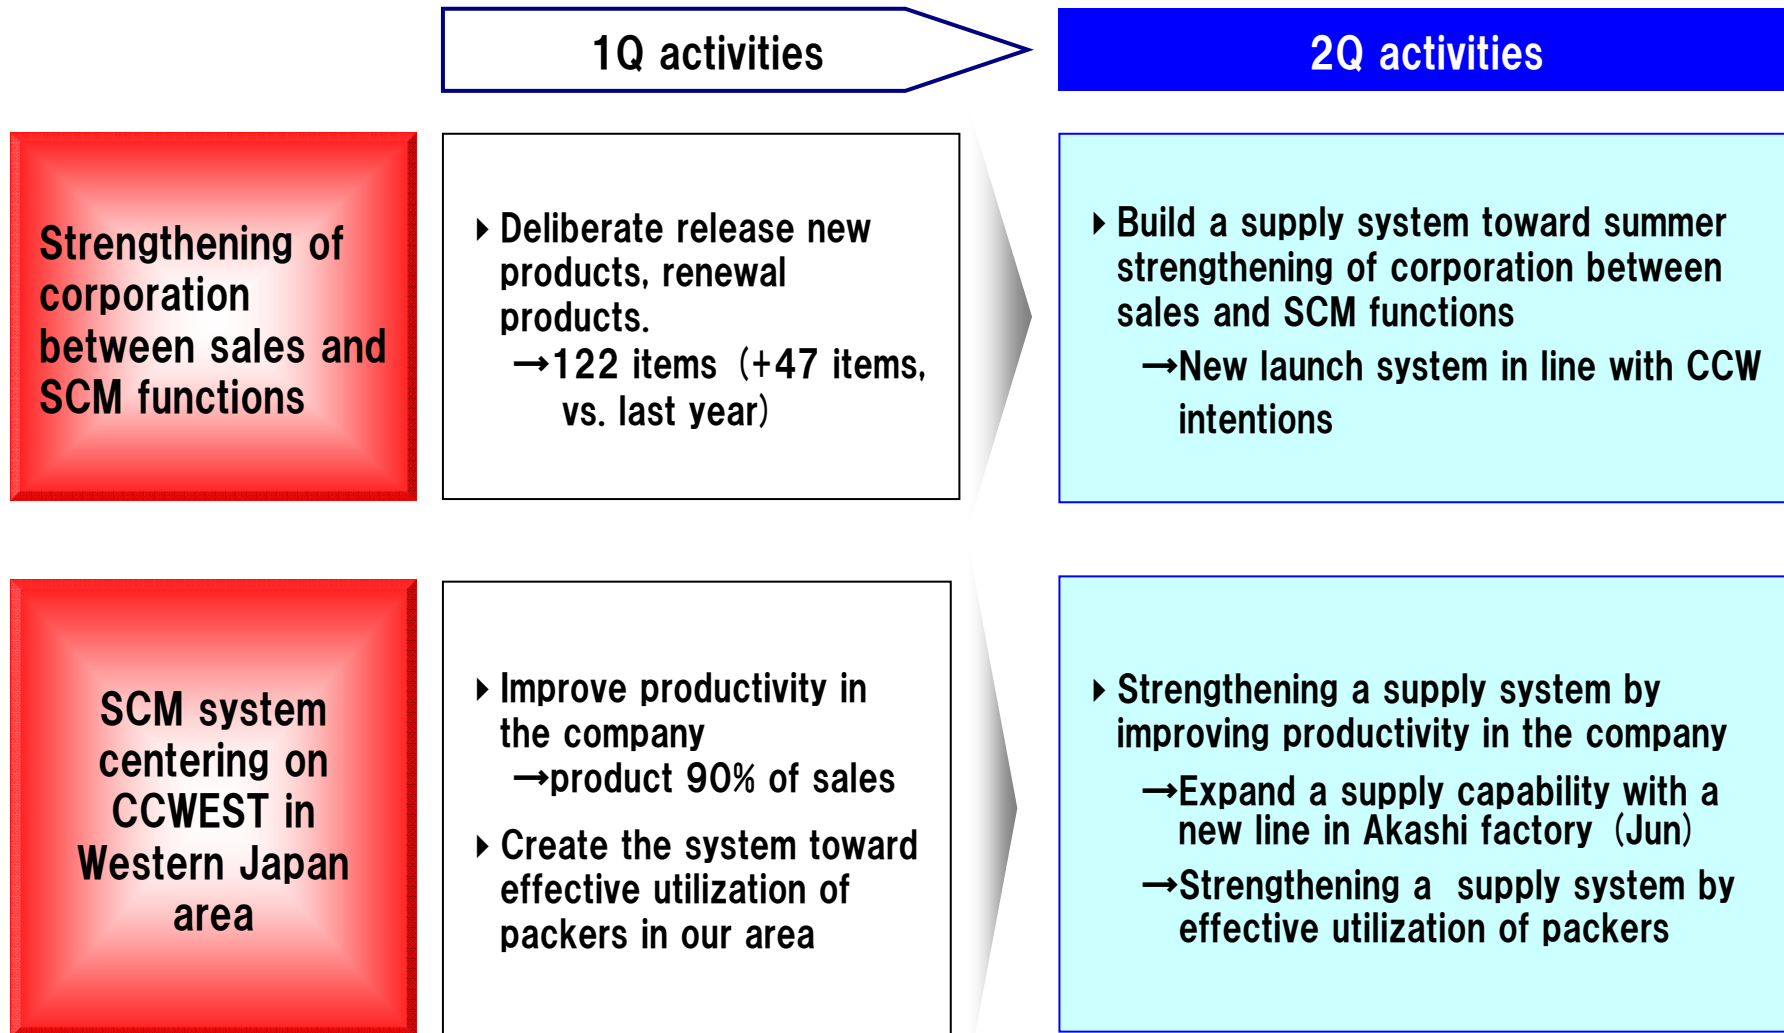 1Q activities
2Q activities
Strengthening of
corporation
between sales and
SCM functions
▸ Deliberate release new
products, renewal
products.
→122 items (+47 items,
vs. last year)
▸ Build a supply system toward summer
strengthening of corporation between
sales and SCM functions
→New launch system in line with CCW
intentions
SCM system
centering on
CCWEST in
Western Japan
area
▸ Improve productivity in
the company
→product 90% of sales
▸ Create the system toward
effective utilization of
packers in our area
▸ Strengthening a supply system by
improving productivity in the company
→Expand a supply capability with a
new line in Akashi factory (Jun)
→Strengthening a supply system by
effective utilization of packers